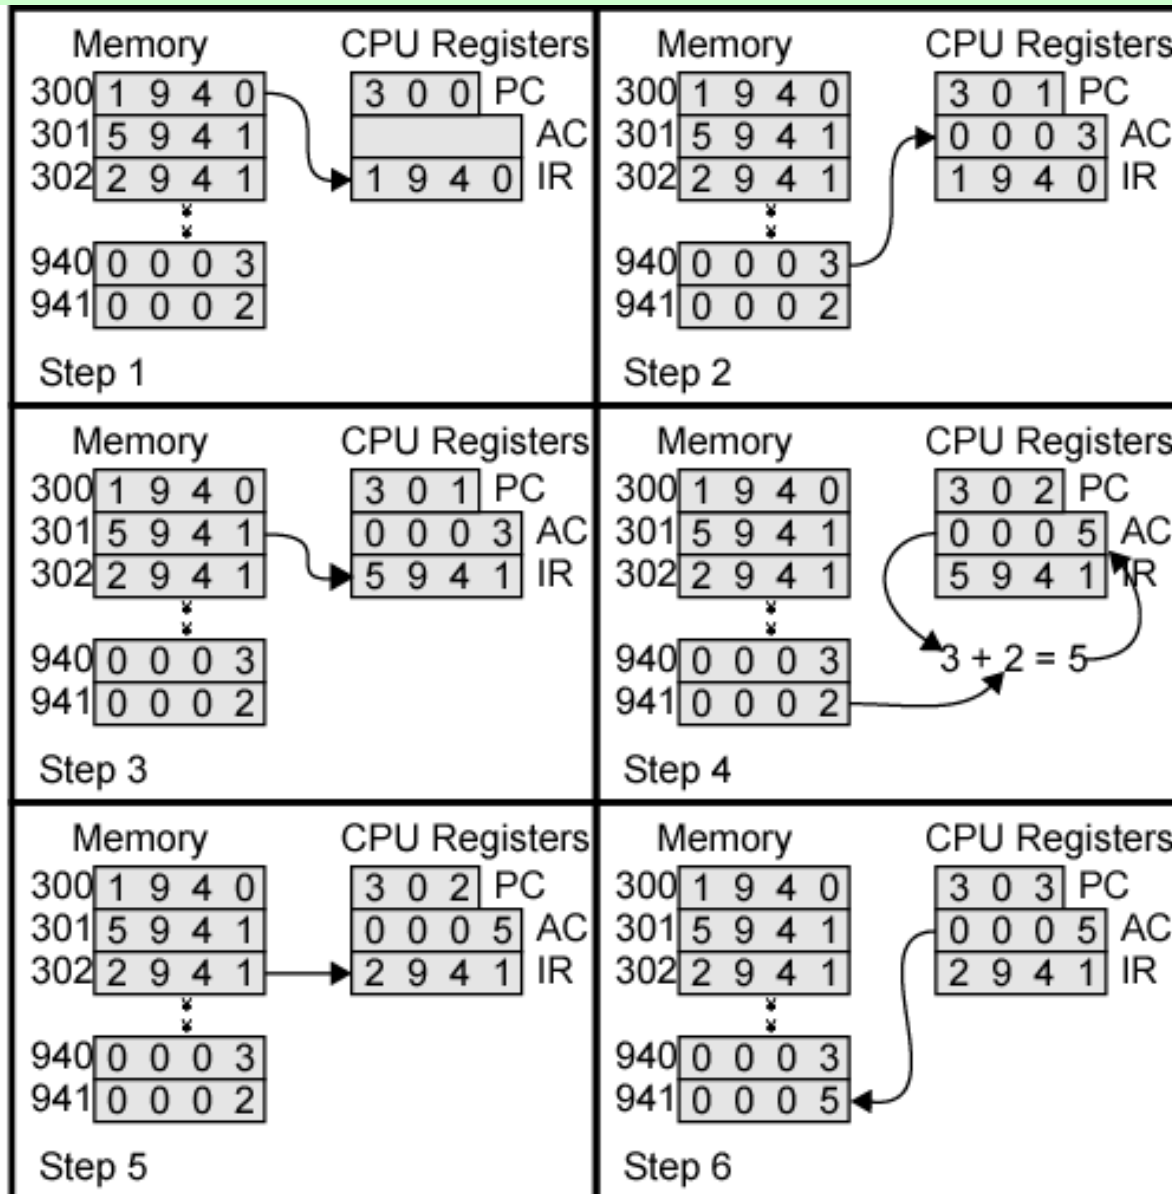 Memory CPU Registers
300 1 9 4 0 3 0 0 PC
301 5 9 4 1 AC
302 2 9 4 1 1 9 4 0 IR
940 0 0 0 3
941 0 0 0 2
Step 1
Memory CPU Registers
300 1 9 4 0 3 0 1 PC
301 5 9 4 1 0 0 0 3 AC
302 2 9 4 1 1 9 4 0 IR
940 0 0 0 3
941 0 0 0 2
Step 2
Memory CPU Registers
300 1 9 4 0 3 0 1 PC
301 5 9 4 1 0 0 0 3 AC
302 2 9 4 1 5 9 4 1 IR
940 0 0 0 3
941 0 0 0 2
Step 3
Memory CPU Registers
300 1 9 4 0 3 0 2 PC
301 5 9 4 1 0 0 0 5 AC
302 2 9 4 1 5 9 4 1 IR
940 0 0 0 3 3 + 2 = 5
941 0 0 0 2
Step 4
Memory CPU Registers
300 1 9 4 0 3 0 2 PC
301 5 9 4 1 0 0 0 5 AC
302 2 9 4 1 2 9 4 1 IR
940 0 0 0 3
941 0 0 0 2
Step 5
Memory CPU Registers
300 1 9 4 0 3 0 3 PC
301 5 9 4 1 0 0 0 5 AC
302 2 9 4 1 2 9 4 1 IR
940 0 0 0 3
941 0 0 0 5
Step 6